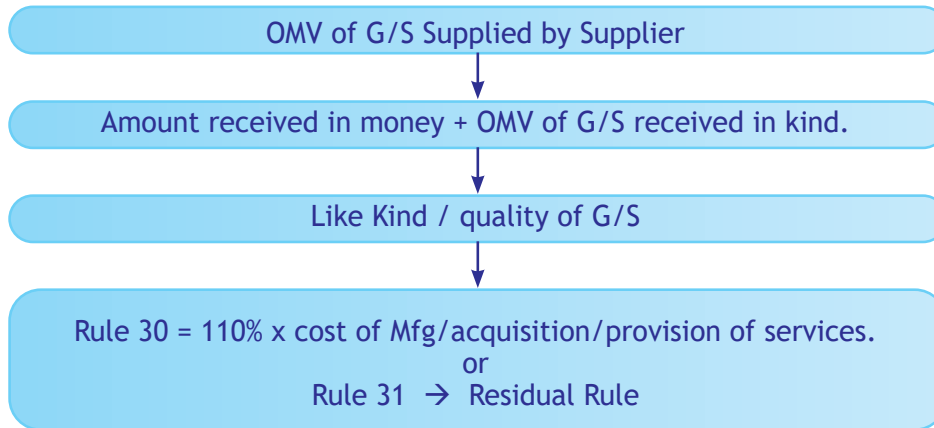 OMV of G/S Supplied by Supplier
Amount received in money + OMV of G/S received in kind.
Like Kind / quality of G/S
Rule 30 = 110% x cost of Mfg/acquisition/provision of services.
or
Rule 31 → Residual Rule